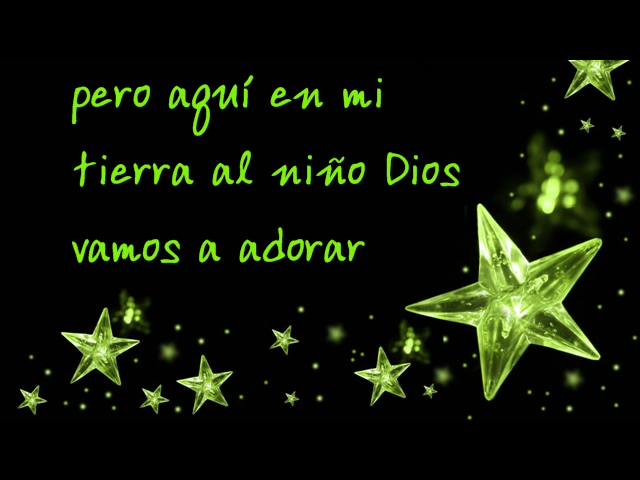 pero aquí en mi
tierra al niño Dios
vamos a adorar